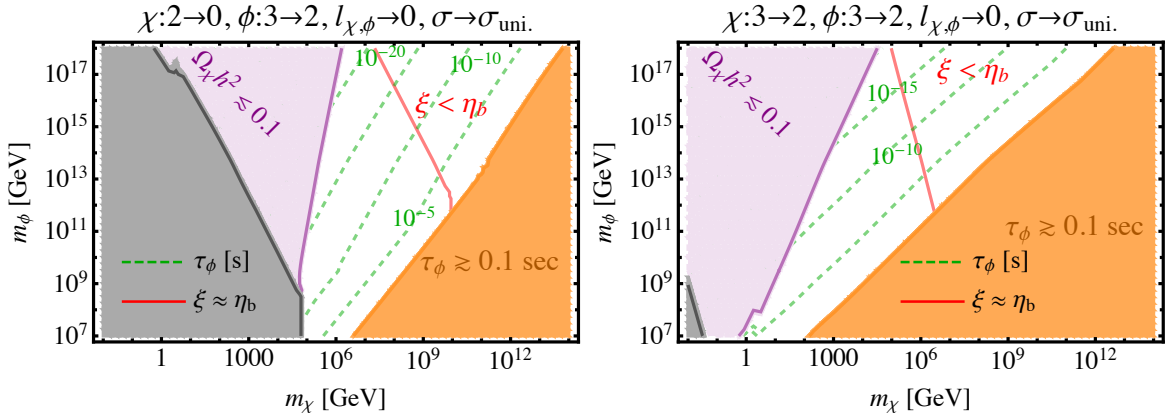 χ:2→0, ϕ:3→2, l_{χ,ϕ}→0, σ→σ_{uni.}
10^{17}
10^{15}
10^{13}
10^{11}
10^{9}
10^{7}
m_ϕ [GeV]
Ω_χh^2 ≲ 0.1
10^{-20}
10^{-10}
ξ < η_b
10^{-5}
τ_ϕ ≳ 0.1 sec
τ_ϕ [s]
ξ ≈ η_b
1 1000 10^6 10^9 10^{12}
m_χ [GeV]
χ:3→2, ϕ:3→2, l_{χ,ϕ}→0, σ→σ_{uni.}
10^{17}
10^{15}
10^{13}
10^{11}
10^{9}
10^{7}
m_ϕ [GeV]
Ω_χh^2 ≲ 0.1
ξ < η_b
10^{-15}
10^{-10}
τ_ϕ ≳ 0.1 sec
τ_ϕ [s]
ξ ≈ η_b
1 1000 10^6 10^9 10^{12}
m_χ [GeV]